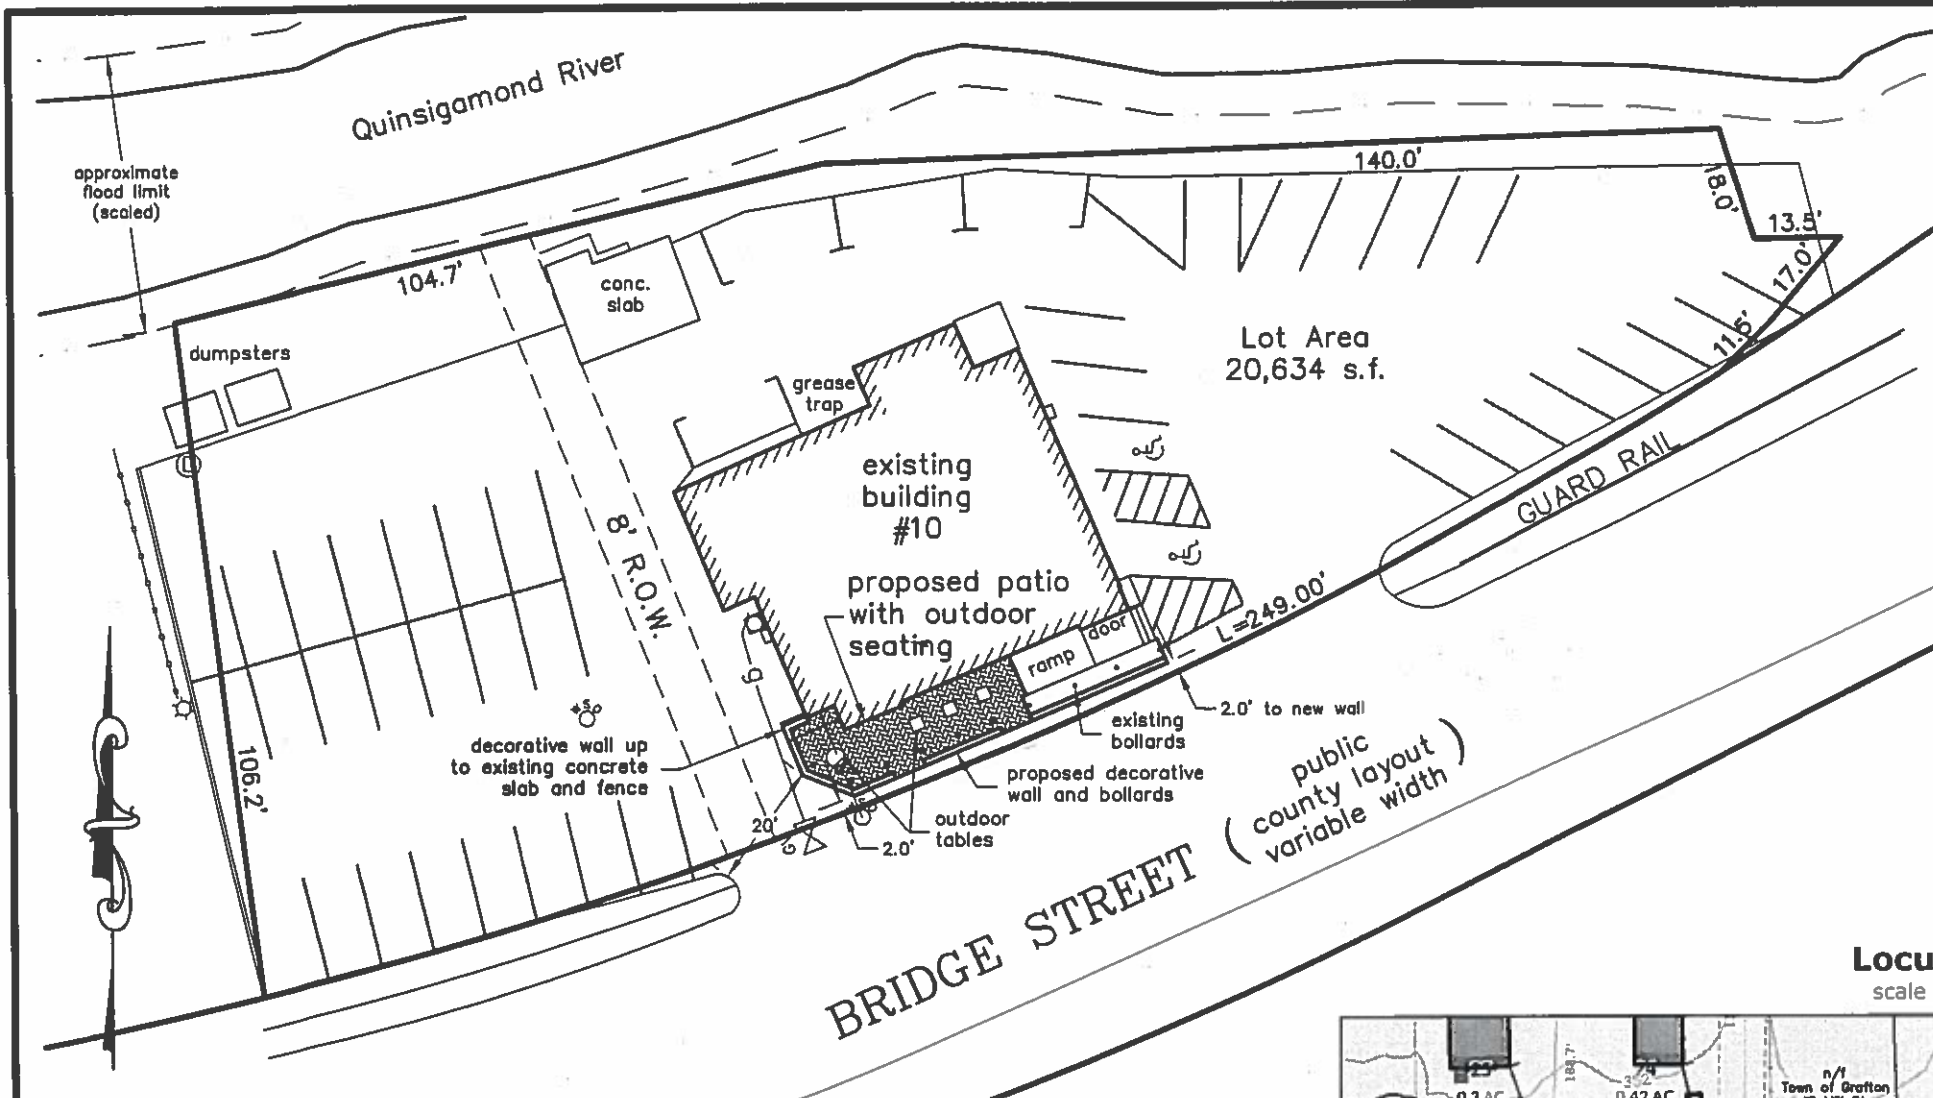 Quinsigamond River
approximate
flood limit
(scaled)
104.7'
140.0'
18.0'
13.5'
17.0'
11.5'
conc.
slab
dumpsters
grease
trap
Lot Area
20,634 s.f.
existing
building
#10
8' R.O.W.
proposed patio
with outdoor
seating
GUARD RAIL
L=249.00'
door
ramp
g
2.0' to new wall
existing
bollards
decorative wall up
to existing concrete
slab and fence
proposed decorative
wall and bollards
106.2'
20'
G
2.0'
outdoor
tables
BRIDGE STREET
( public
county layout
variable width )
Locu
scale
n/f
Town of Grafton